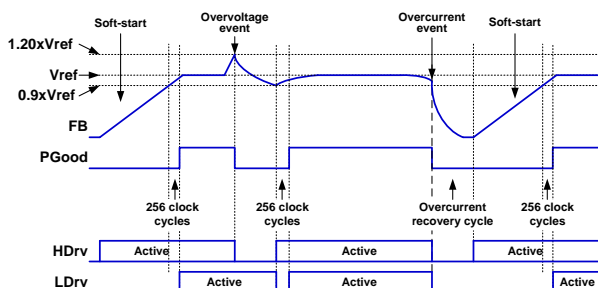 Soft-start
Overvoltage
event
Overcurrent
event
Soft-start
1.20xVref
Vref
0.9xVref
FB
PGood
256 clock
cycles
256 clock
cycles
Overcurrent
recovery cycle
256 clock
cycles
HDrv
Active
Active
Active
LDrv
Active
Active
Active